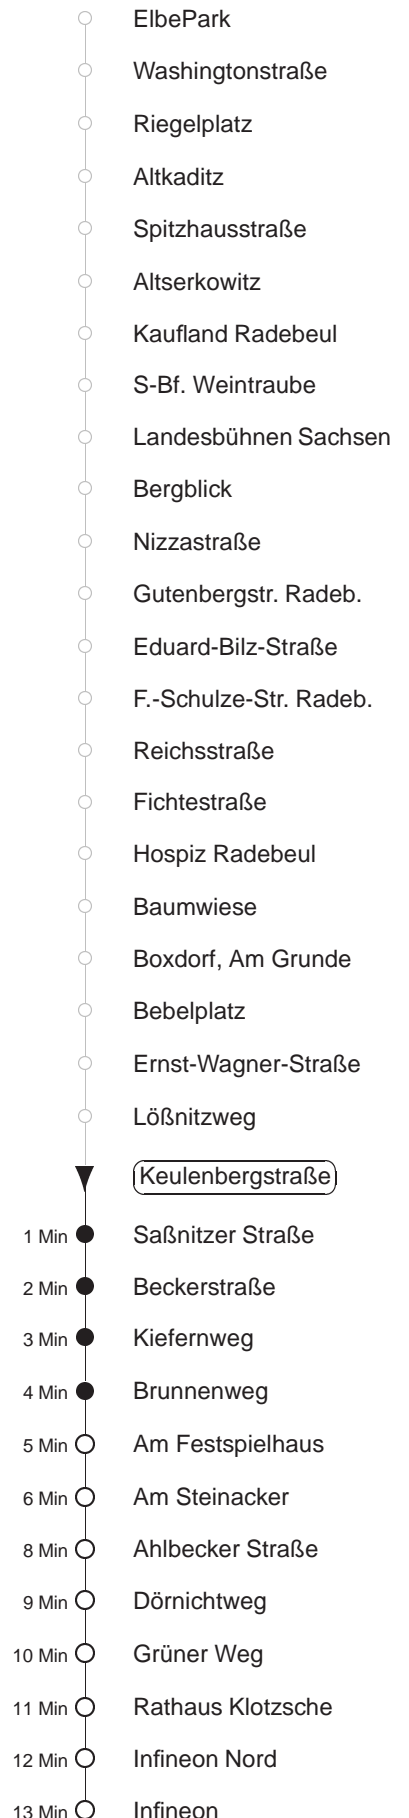 ElbePark
Washingtonstraße
Riegelplatz
Altkaditz
Spitzhausstraße
Altserkowitz
Kaufland Radebeul
S-Bf. Weintraube
Landesbühnen Sachsen
Bergblick
Nizzastraße
Gutenbergstr. Radeb.
Eduard-Bilz-Straße
F.-Schulze-Str. Radeb.
Reichsstraße
Fichtestraße
Hospiz Radebeul
Baumwiese
Boxdorf, Am Grunde
Bebelplatz
Ernst-Wagner-Straße
Lößnitzweg
Keulenbergstraße
1 Min Saßnitzer Straße
2 Min Beckerstraße
3 Min Kiefernweg
4 Min Brunnenweg
5 Min Am Festspielhaus
6 Min Am Steinacker
8 Min Ahlbecker Straße
9 Min Dörnichtweg
10 Min Grüner Weg
11 Min Rathaus Klotzsche
12 Min Infineon Nord
13 Min Infineon